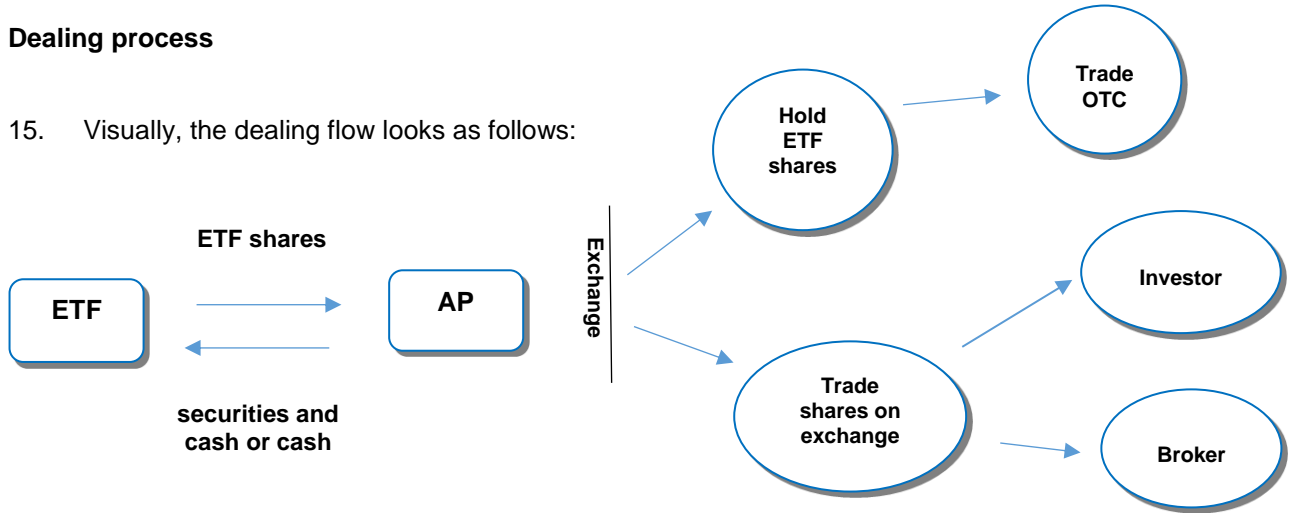 Dealing process
15. Visually, the dealing flow looks as follows:
ETF shares
ETF
AP
securities and
cash or cash
Exchange
Hold
ETF
shares
Trade
OTC
Trade
shares on
exchange
Investor
Broker